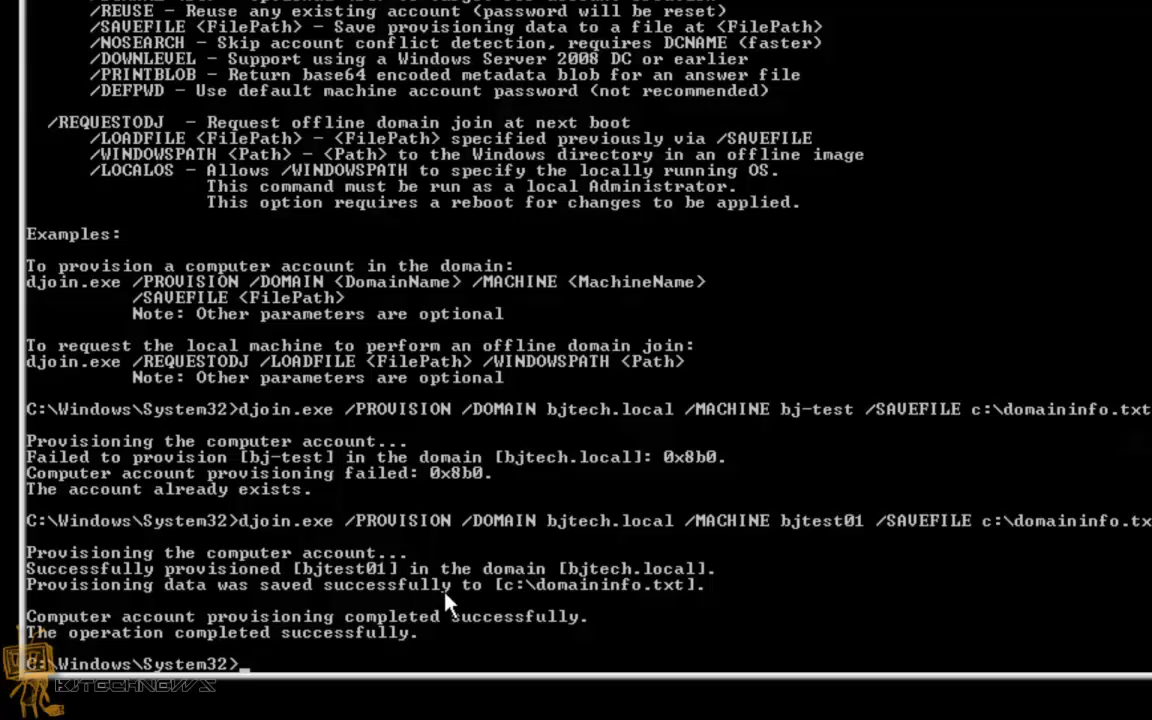 /REUSE - Reuse any existing account (password will be reset)
/SAVEFILE <FilePath> - Save provisioning data to a file at <FilePath>
/NOSEARCH - Skip account conflict detection, requires DCNAME (faster)
/DOWNLEVEL - Support using a Windows Server 2008 DC or earlier
/PRINTBLOB - Return base64 encoded metadata blob for an answer file
/DEFPWD - Use default machine account password (not recommended)
/REQUESTODJ - Request offline domain join at next boot
/LOADFILE <FilePath> - <FilePath> specified previously via /SAVEFILE
/WINDOWSPATH <Path> - <Path> to the Windows directory in an offline image
/LOCALOS - Allows /WINDOWSPATH to specify the locally running OS.
This command must be run as a local Administrator.
This option requires a reboot for changes to be applied.
Examples:
To provision a computer account in the domain:
djoin.exe /PROVISION /DOMAIN <DomainName> /MACHINE <MachineName>
/SAVEFILE <FilePath>
Note: Other parameters are optional
To request the local machine to perform an offline domain join:
djoin.exe /REQUESTODJ /LOADFILE <FilePath> /WINDOWSPATH <Path>
Note: Other parameters are optional
C:\Windows\System32>djoin.exe /PROVISION /DOMAIN bjtech.local /MACHINE bj-test /SAVEFILE c:\domaininfo.txt
Provisioning the computer account...
Failed to provision [bj-test] in the domain [bjtech.local]: 0x8b0.
Computer account provisioning failed: 0x8b0.
The account already exists.
C:\Windows\System32>djoin.exe /PROVISION /DOMAIN bjtech.local /MACHINE bjtest01 /SAVEFILE c:\domaininfo.tx
Provisioning the computer account...
Successfully provisioned [bjtest01] in the domain [bjtech.local].
Provisioning data was saved successfully to [c:\domaininfo.txt].
Computer account provisioning completed successfully.
The operation completed successfully.
C:\Windows\System32>
BJTECHNEWS